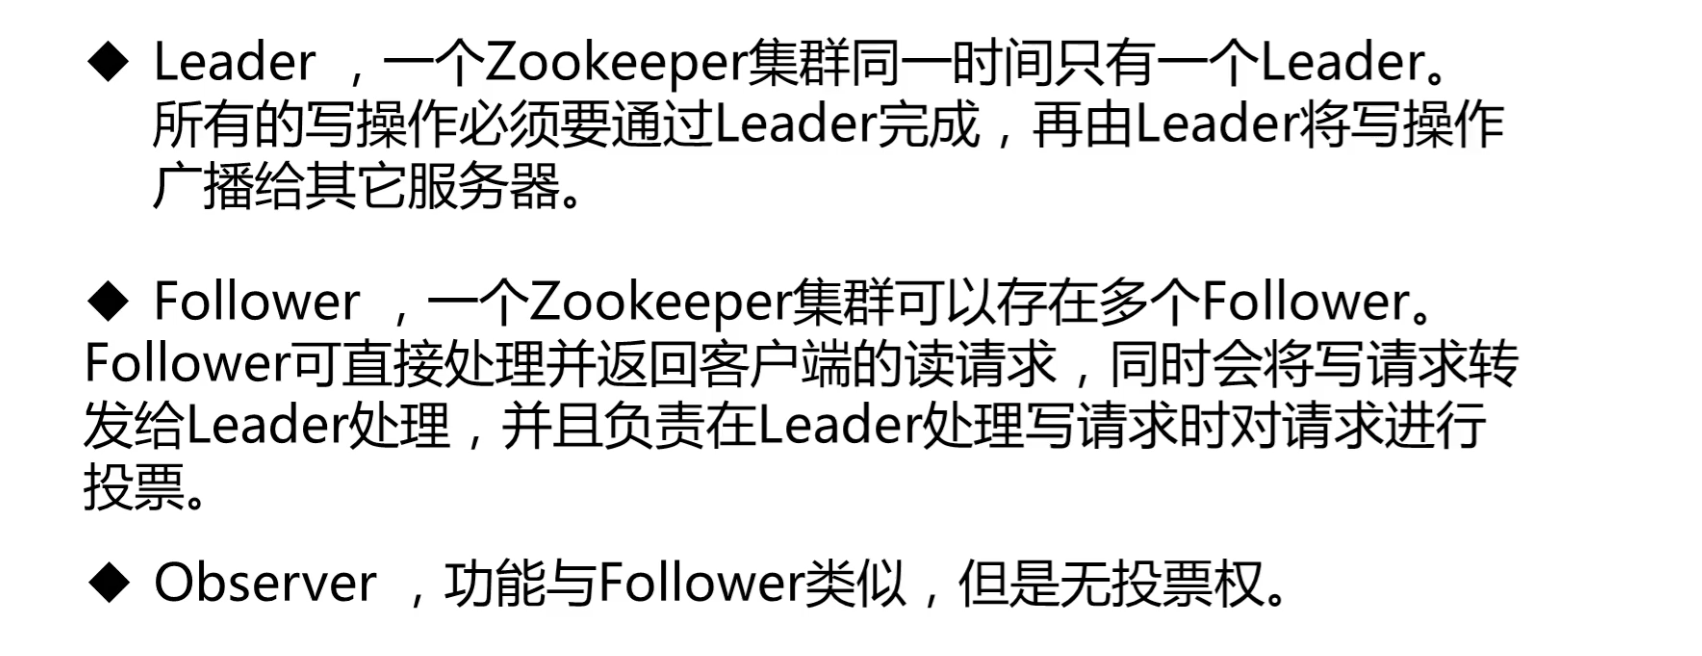 ◆ Leader ，一个Zookeeper集群同一时间只有一个Leader。
所有的写操作必须要通过Leader完成，再由Leader将写操作
广播给其它服务器。
◆ Follower ，一个Zookeeper集群可以存在多个Follower。
Follower可直接处理并返回客户端的读请求，同时会将写请求转
发给Leader处理，并且负责在Leader处理写请求时对请求进行
投票。
◆ Observer ，功能与Follower类似，但是无投票权。